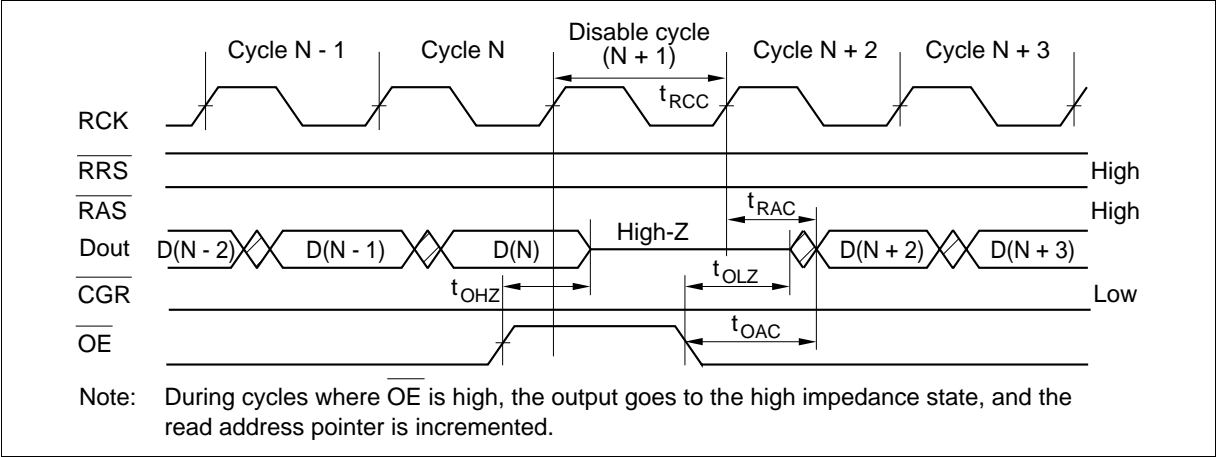 Cycle N - 1
Cycle N
Disable cycle
(N + 1)
Cycle N + 2
Cycle N + 3
tRCC
RCK
RRS
High
RAS
High
tRAC
Dout
D(N - 2)
D(N - 1)
D(N)
High-Z
D(N + 2)
D(N + 3)
tOHZ
tOLZ
CGR
Low
tOAC
OE
Note: During cycles where OE is high, the output goes to the high impedance state, and the
read address pointer is incremented.